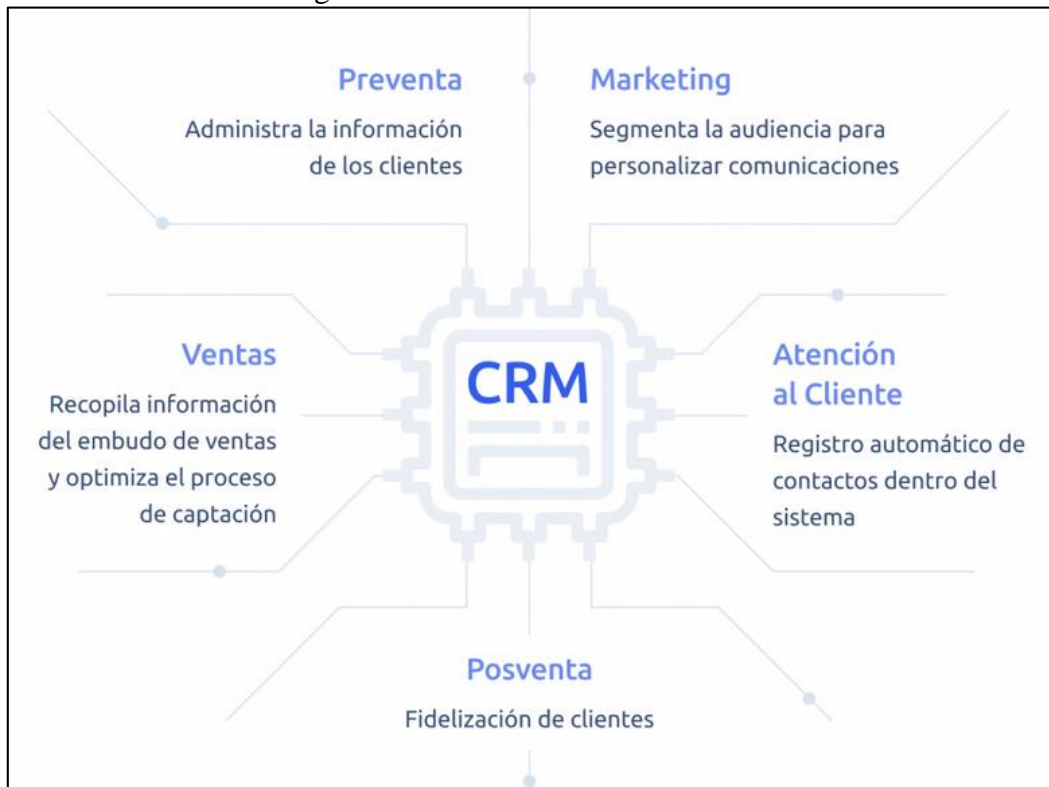 Preventa
Administra la información
de los clientes
Marketing
Segmenta la audiencia para
personalizar comunicaciones
Ventas
Recopila información
del embudo de ventas
y optimiza el proceso
de captación
CRM
Atención
al Cliente
Registro automático de
contactos dentro del
sistema
Posventa
Fidelización de clientes